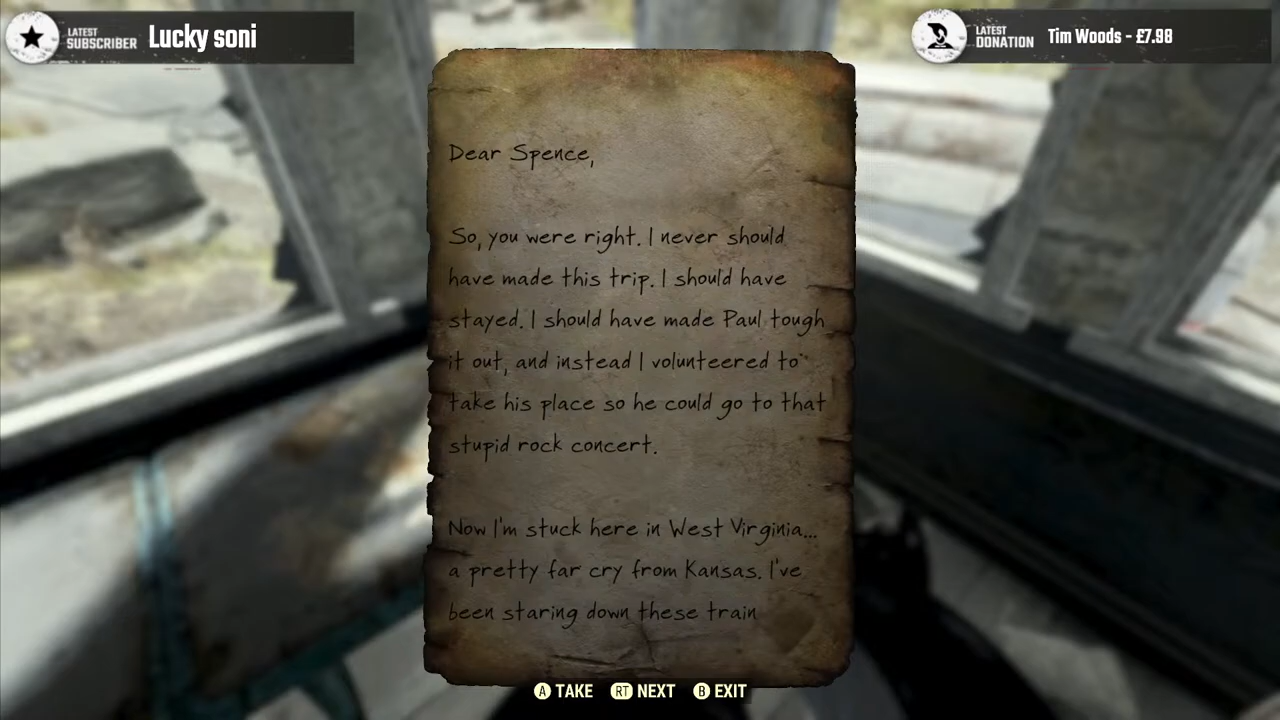 LATEST SUBSCRIBER Lucky soni
LATEST DONATION Tim Woods - £7.98
Dear Spence,
So, you were right. I never should
have made this trip. I should have
stayed. I should have made Paul tough
it out, and instead I volunteered to
take his place so he could go to that
stupid rock concert.
Now I'm stuck here in West Virginia...
a pretty far cry from Kansas. I've
been staring down these train
A TAKE RT NEXT B EXIT